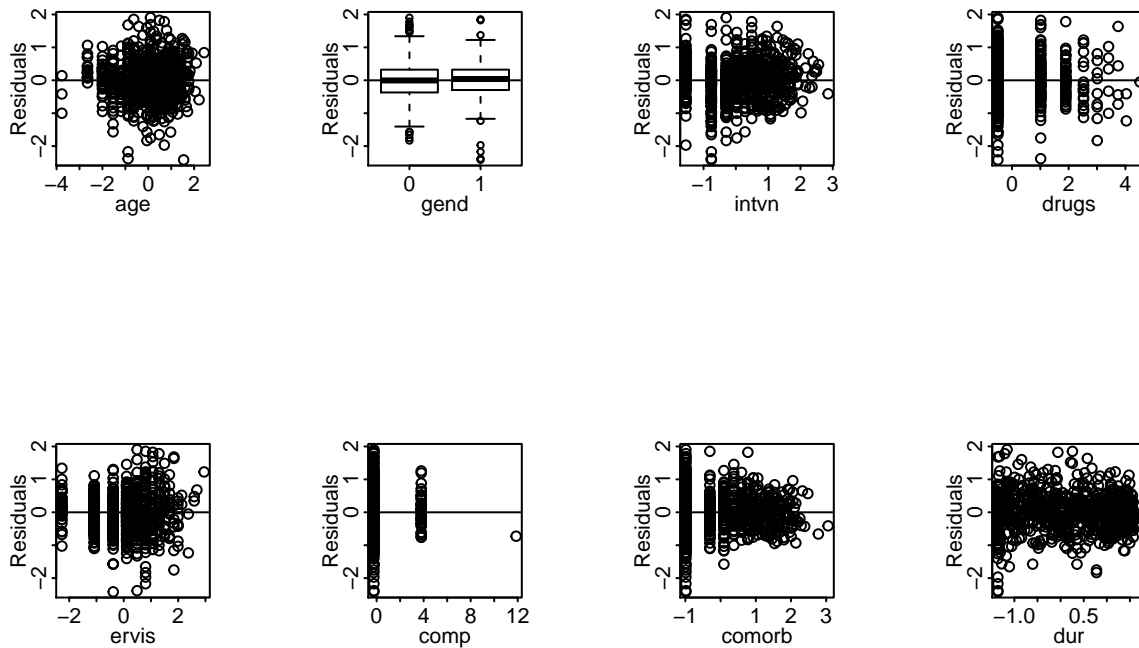 Residuals
2
1
0
−2
−4 −2 0 2
age
Residuals
2
1
0
−2
0 1
gend
Residuals
2
1
0
−2
−1 0 1 2 3
intvn
Residuals
2
1
0
−2
0 2 4
drugs
Residuals
2
1
0
−2
−2 0 2
ervis
Residuals
2
1
0
−2
0 4 8 12
comp
Residuals
2
1
0
−2
−1 0 1 2 3
comorb
Residuals
2
1
0
−2
−1.0 0.5
dur